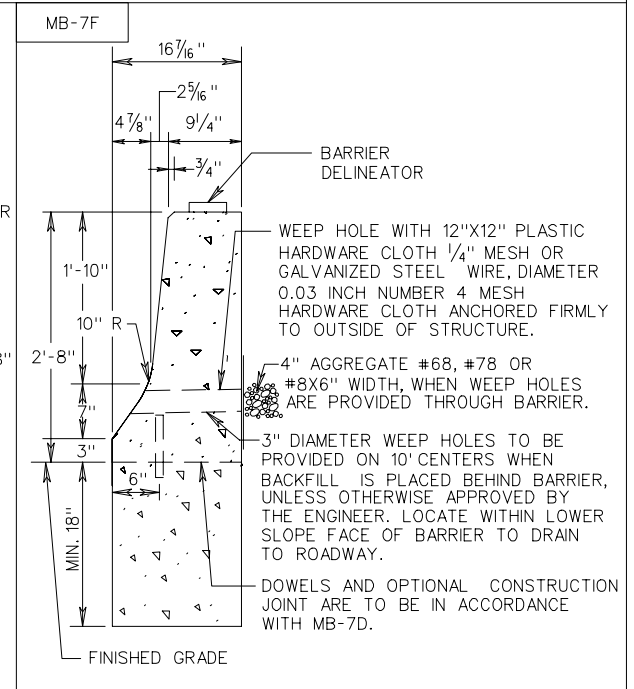 MB-7F
16 7/16"
2 5/16"
4 7/8"
9 1/4"
3/4"
BARRIER
DELINEATOR
R
WEEP HOLE WITH 12"X12" PLASTIC
HARDWARE CLOTH 1/4" MESH OR
GALVANIZED STEEL WIRE, DIAMETER
0.03 INCH NUMBER 4 MESH
HARDWARE CLOTH ANCHORED FIRMLY
TO OUTSIDE OF STRUCTURE.
1'-10"
10" R
8"
2'-8"
4" AGGREGATE #68, #78 OR
#8X6" WIDTH, WHEN WEEP HOLES
ARE PROVIDED THROUGH BARRIER.
7"
3"
3" DIAMETER WEEP HOLES TO BE
PROVIDED ON 10' CENTERS WHEN
BACKFILL IS PLACED BEHIND BARRIER,
UNLESS OTHERWISE APPROVED BY
THE ENGINEER. LOCATE WITHIN LOWER
SLOPE FACE OF BARRIER TO DRAIN
TO ROADWAY.
6"
MIN. 18"
DOWELS AND OPTIONAL CONSTRUCTION
JOINT ARE TO BE IN ACCORDANCE
WITH MB-7D.
FINISHED GRADE